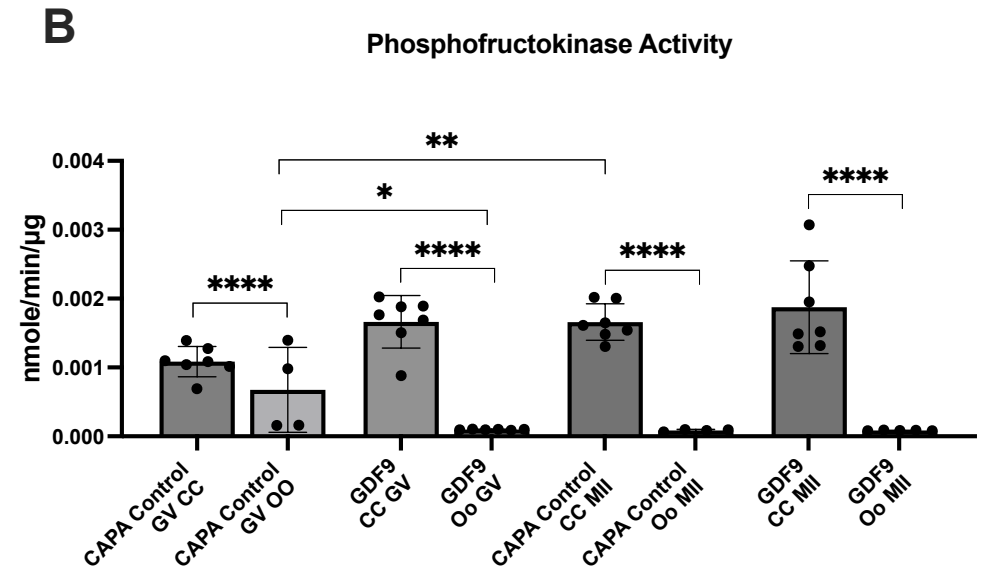 B
Phosphofructokinase Activity
nmole/min/µg
0.004
0.003
0.002
0.001
0.000
**
*
****
****
****
****
CAPA Control
GV CC
CAPA Control
GV OO
GDF9
CC GV
GDF9
Oo GV
CAPA Control
CC MII
CAPA Control
Oo MII
GDF9
CC MII
GDF9
Oo MII